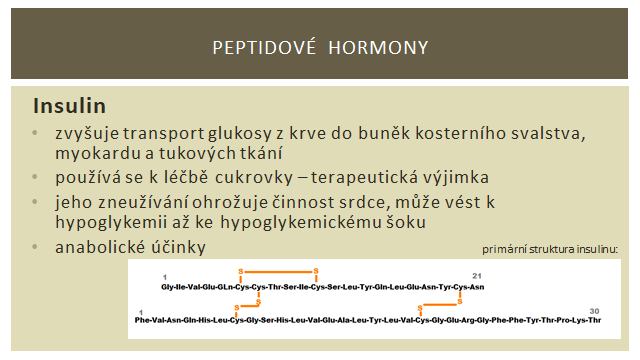 PEPTIDOVÉ HORMONY
Insulin
• zvyšuje transport glukosy z krve do buněk kosterního svalstva,
myokardu a tukových tkání
• používá se k léčbě cukrovky – terapeutická výjimka
• jeho zneužívání ohrožuje činnost srdce, může vést k
hypoglykemii až ke hypoglykemickému šoku
• anabolické účinky
primární struktura insulinu:
S S
1 21
Gly-Ile-Val-Glu-GLn-Cys-Cys-Thr-Ser-Ile-Cys-Ser-Leu-Tyr-Gln-Leu-Glu-Asn-Tyr-Cys-Asn
S S
S S
1 30
Phe-Val-Asn-Gln-His-Leu-Cys-Gly-Ser-His-Leu-Val-Glu-Ala-Leu-Tyr-Leu-Val-Cys-Gly-Glu-Arg-Gly-Phe-Phe-Tyr-Thr-Pro-Lys-Thr